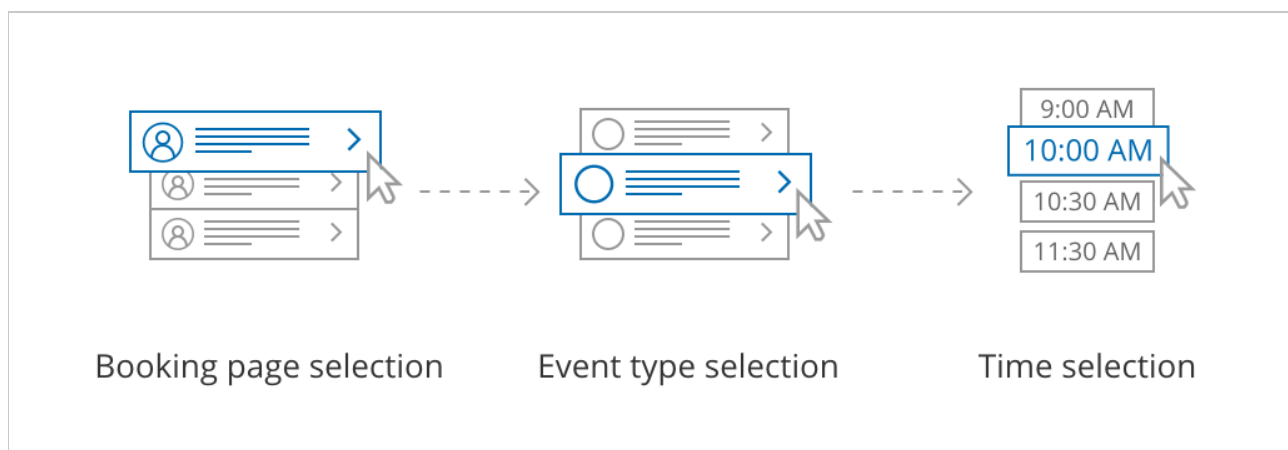 9:00 AM
10:00 AM
10:30 AM
11:30 AM
Booking page selection
Event type selection
Time selection